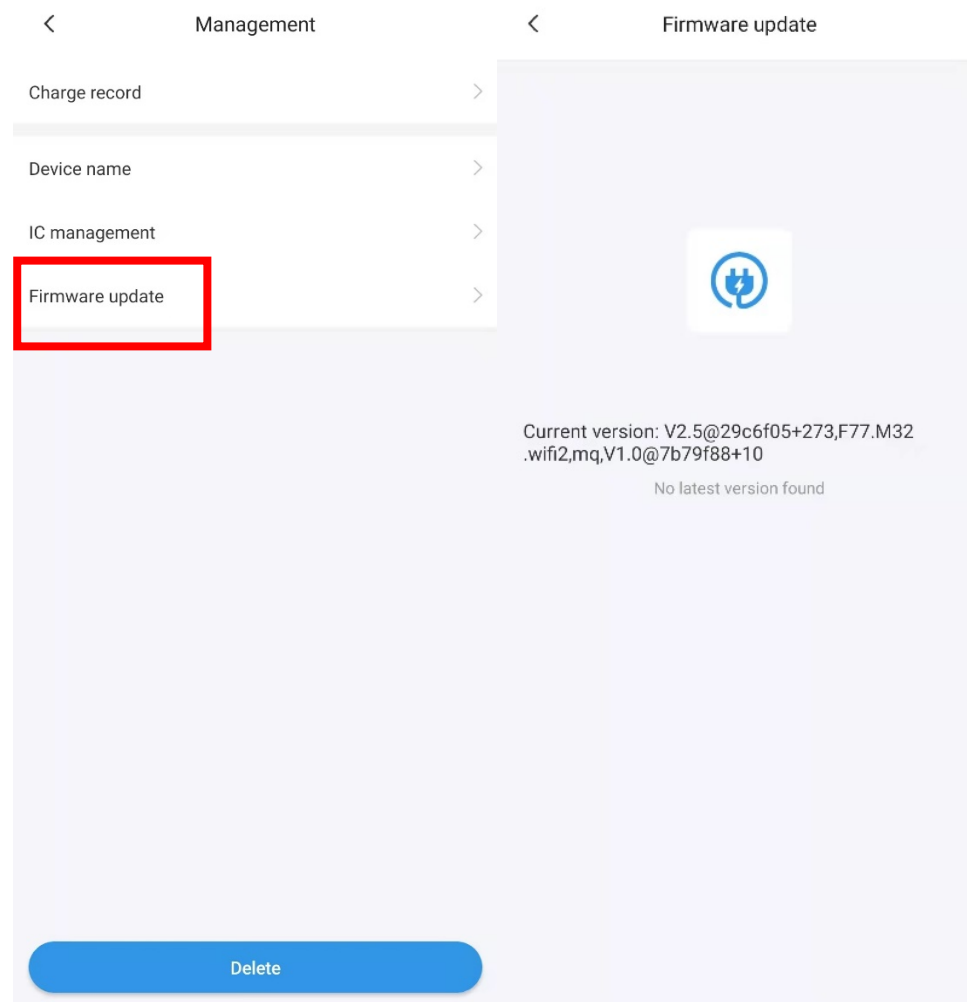 Management
Charge record
Device name
IC management
Firmware update
Delete
Firmware update
Current version: V2.5@29c6f05+273,F77.M32
.wifi2,mq,V1.0@7b79f88+10
No latest version found